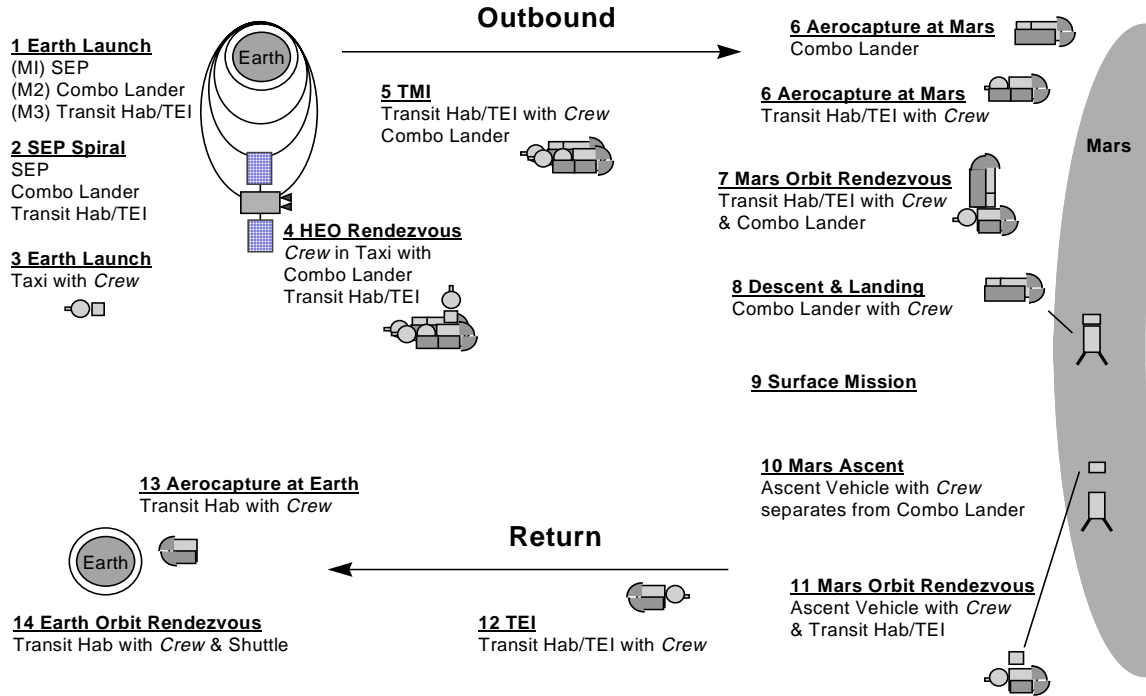 Outbound
1 Earth Launch
(MI) SEP
(M2) Combo Lander
(M3) Transit Hab/TEI
2 SEP Spiral
SEP
Combo Lander
Transit Hab/TEI
3 Earth Launch
Taxi with Crew
Earth
4 HEO Rendezvous
Crew in Taxi with
Combo Lander
Transit Hab/TEI
5 TMI
Transit Hab/TEI with Crew
Combo Lander
6 Aerocapture at Mars
Combo Lander
6 Aerocapture at Mars
Transit Hab/TEI with Crew
Mars
7 Mars Orbit Rendezvous
Transit Hab/TEI with Crew
& Combo Lander
8 Descent & Landing
Combo Lander with Crew
9 Surface Mission
10 Mars Ascent
Ascent Vehicle with Crew
separates from Combo Lander
11 Mars Orbit Rendezvous
Ascent Vehicle with Crew
& Transit Hab/TEI
Return
12 TEI
Transit Hab/TEI with Crew
13 Aerocapture at Earth
Transit Hab with Crew
Earth
14 Earth Orbit Rendezvous
Transit Hab with Crew & Shuttle